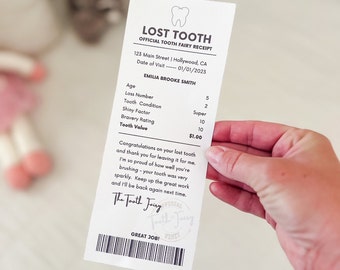 LOST TOOTH
OFFICIAL TOOTH FAIRY RECEIPT
123 Main Street / Hollywood, CA
Date of Visit ------ 01/01/2023
EMILIA BROOKE SMITH
Age 5
Loss Number 2
Tooth Condition Super
Shiny Factor 10
Bravery Rating 10
Tooth Value $1.00
Congratulations on your lost tooth
and thank you for leaving it for me.
I'm so proud of how well you're
brushing - your tooth was very
sparkly. Keep up the great work
and I'll be back again next time.
The Tooth Fairy
GREAT JOB!